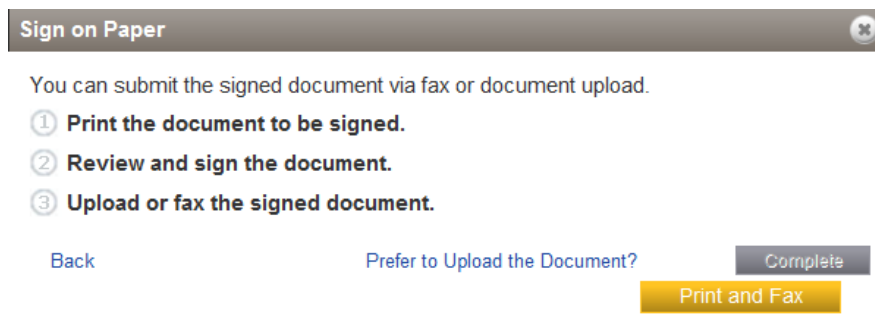 Sign on Paper
You can submit the signed document via fax or document upload.
1 Print the document to be signed.
2 Review and sign the document.
3 Upload or fax the signed document.
Back Prefer to Upload the Document? Complete
Print and Fax